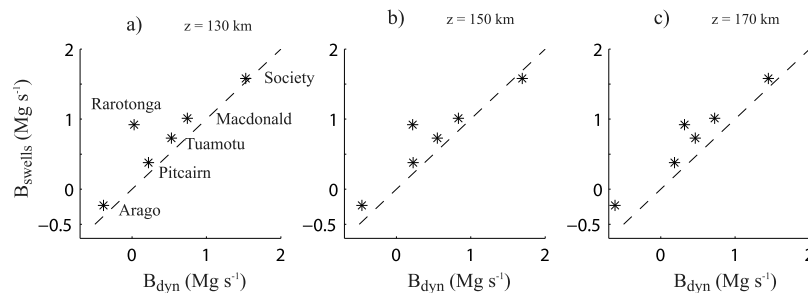 a) z = 130 km
b) z = 150 km
c) z = 170 km
2 2 2
Society
Rarotonga
1 Macdonald 1 1
Tuamotu
Pitcairn
0 0 0
Arago
−0.5 −0.5 −0.5
0 1 2 0 1 2 0 1 2
B_swells (Mg s⁻¹)
B_dyn (Mg s⁻¹) B_dyn (Mg s⁻¹) B_dyn (Mg s⁻¹)